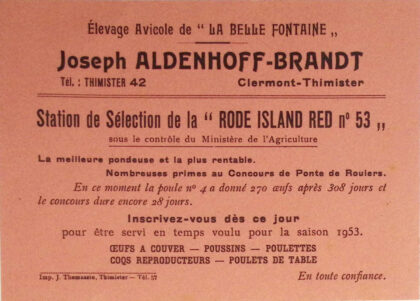 Élevage Avicole de “ LA BELLE FONTAINE „
Joseph ALDENHOFF-BRANDT
Tél. : THIMISTER 42 Clermont-Thimister
Station de Sélection de la “ RODE ISLAND RED nº 53 „
sous le contrôle du Ministère de l'Agriculture
La meilleure pondeuse et la plus rentable.
Nombreuses primes au Concours de Ponte de Roulers.
En ce moment la poule nº 4 a donné 270 œufs après 308 jours et
le concours dure encore 28 jours.
Inscrivez-vous dès ce jour
pour être servi en temps voulu pour la saison 1953.
ŒUFS A COUVER — POUSSINS — POULETTES
COQS REPRODUCTEURS — POULETS DE TABLE
Imp. J. Thomassin, Thimister — Tél. 57 En toute confiance.